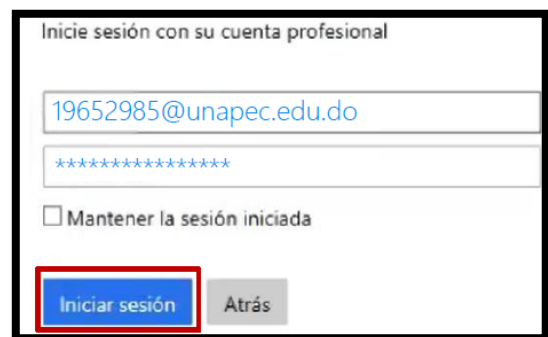 Inicie sesión con su cuenta profesional
19652985@unapec.edu.do
****************
Mantener la sesión iniciada
Iniciar sesión Atrás